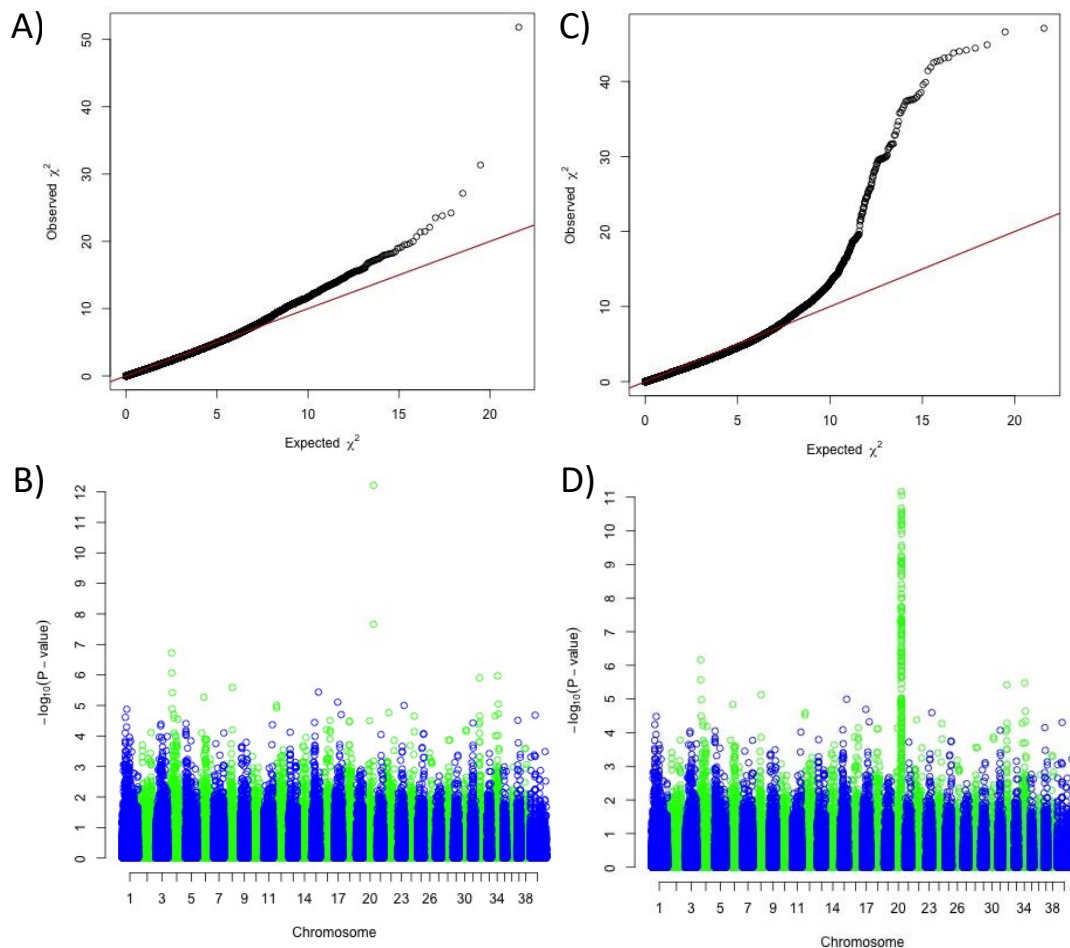 A)
50
40
30
20
10
0
Observed χ²
0 5 10 15 20
Expected χ²
C)
40
30
20
10
0
Observed χ²
0 5 10 15 20
Expected χ²
B)
12
11
10
9
8
7
6
5
4
3
2
1
0
−log₁₀(P − value)
1 3 5 7 9 11 14 17 20 23 26 30 34 38
Chromosome
D)
11
10
9
8
7
6
5
4
3
2
1
0
−log₁₀(P − value)
1 3 5 7 9 11 14 17 20 23 26 30 34 38
Chromosome